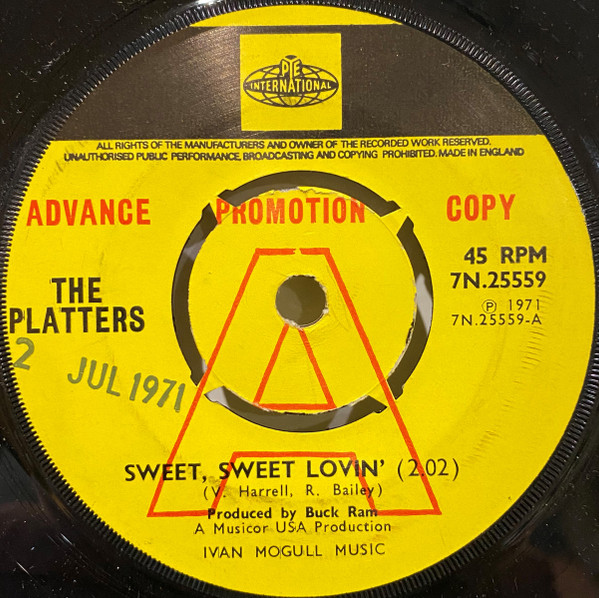 PYE
INTERNATIONAL
ALL RIGHTS OF THE MANUFACTURERS AND OWNER OF THE RECORDED WORK RESERVED.
UNAUTHORISED PUBLIC PERFORMANCE, BROADCASTING AND COPYING PROHIBITED. MADE IN ENGLAND
ADVANCE PROMOTION COPY
45 RPM
7N.25559
℗ 1971
7N.25559-A
THE
PLATTERS
2 JUL 1971
A
SWEET, SWEET LOVIN' (2.02)
(V. Harrell, R. Bailey)
Produced by Buck Ram
A Musicor USA Production
IVAN MOGULL MUSIC